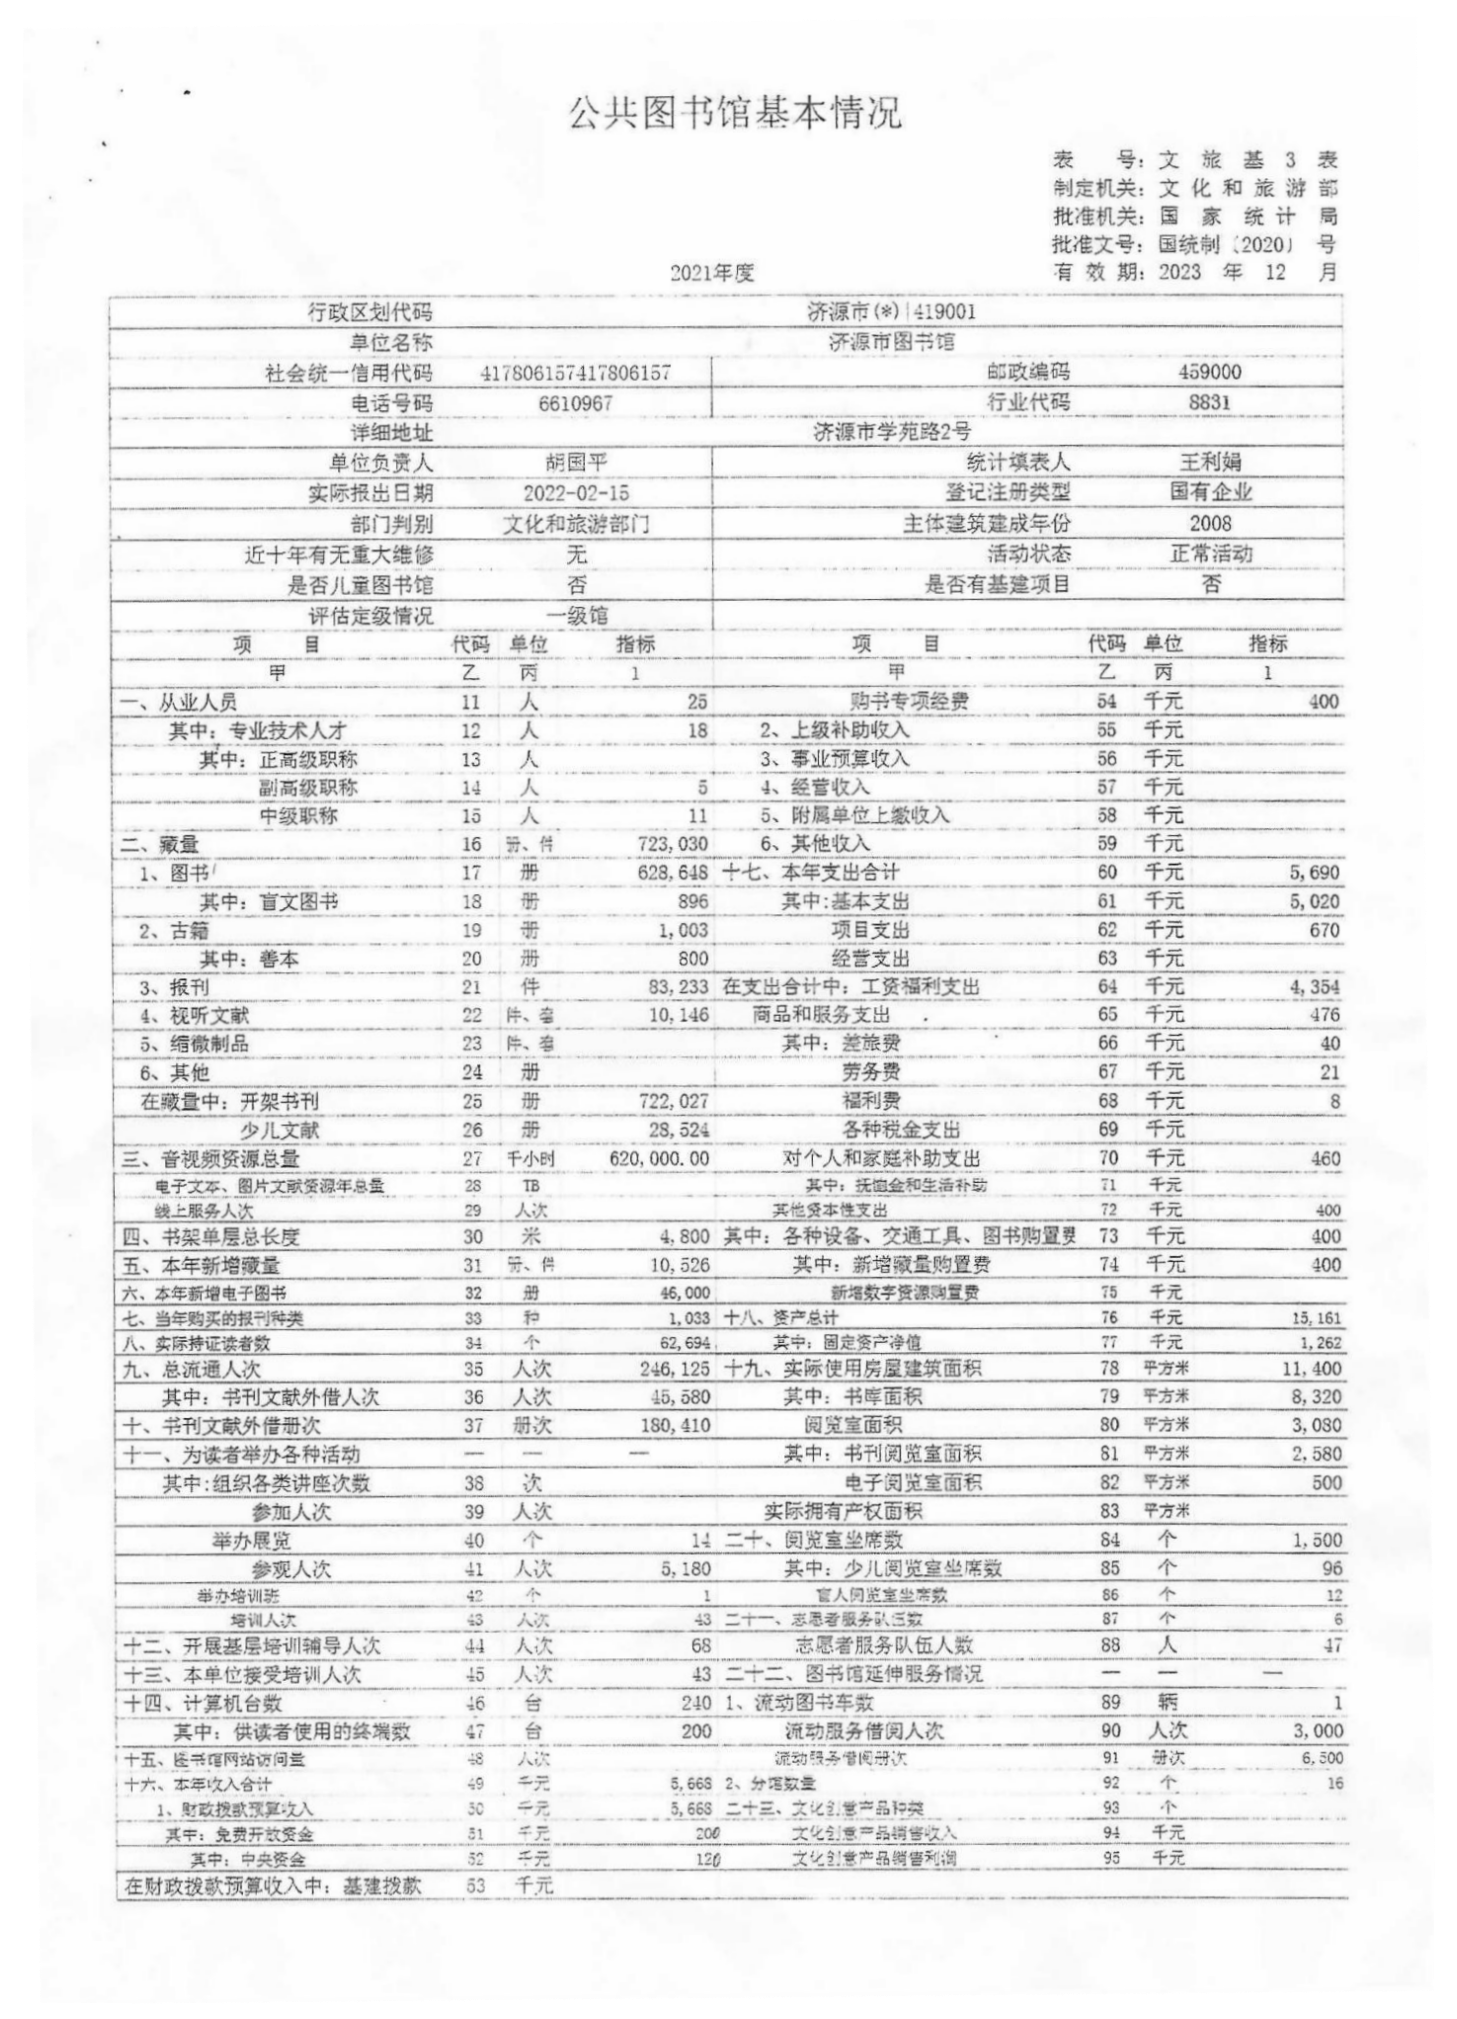 公共图书馆基本情况
表 号：文 旅 基 3 表
制定机关：文 化 和 旅 游 部
批准机关：国 家 统 计 局
批准文号：国统制〔2020〕 号
2021年度 有 效 期：2023 年 12 月
行政区划代码 济源市(*)|419001
单位名称 济源市图书馆
社会统一信用代码 417806157417806157 邮政编码 459000
电话号码 6610967 行业代码 8831
详细地址 济源市学苑路2号
单位负责人 胡国平 统计填表人 王利娟
实际报出日期 2022-02-15 登记注册类型 国有企业
部门判别 文化和旅游部门 主体建筑建成年份 2008
近十年有无重大维修 无 活动状态 正常活动
是否儿童图书馆 否 是否有基建项目 否
评估定级情况 一级馆
项 目 代码 单位 指标 项 目 代码 单位 指标
甲 乙 丙 1 甲 乙 丙 1
一、从业人员 11 人 25 购书专项经费 54 千元 400
其中：专业技术人才 12 人 18 2、上级补助收入 55 千元
其中：正高级职称 13 人 3、事业预算收入 56 千元
副高级职称 14 人 5 4、经营收入 57 千元
中级职称 15 人 11 5、附属单位上缴收入 58 千元
二、藏量 16 册、件 723,030 6、其他收入 59 千元
1、图书 17 册 628,648 十七、本年支出合计 60 千元 5,690
其中：盲文图书 18 册 896 其中:基本支出 61 千元 5,020
2、古籍 19 册 1,003 项目支出 62 千元 670
其中：善本 20 册 800 经营支出 63 千元
3、报刊 21 件 83,233 在支出合计中：工资福利支出 64 千元 4,354
4、视听文献 22 件、套 10,146 商品和服务支出 65 千元 476
5、缩微制品 23 件、套 其中：差旅费 66 千元 40
6、其他 24 册 劳务费 67 千元 21
在藏量中：开架书刊 25 册 722,027 福利费 68 千元 8
少儿文献 26 册 28,524 各种税金支出 69 千元
三、音视频资源总量 27 千小时 620,000.00 对个人和家庭补助支出 70 千元 460
电子文本、图片文献资源年总量 28 TB 其中：抚恤金和生活补助 71 千元
线上服务人次 29 人次 其他资本性支出 72 千元 400
四、书架单层总长度 30 米 4,800 其中：各种设备、交通工具、图书购置费 73 千元 400
五、本年新增藏量 31 册、件 10,526 其中：新增藏量购置费 74 千元 400
六、本年新增电子图书 32 册 46,000 新增数字资源购置费 75 千元
七、当年购买的报刊种类 33 种 1,033 十八、资产总计 76 千元 15,161
八、实际持证读者数 34 个 62,694 其中：固定资产净值 77 千元 1,262
九、总流通人次 35 人次 246,125 十九、实际使用房屋建筑面积 78 平方米 11,400
其中：书刊文献外借人次 36 人次 45,580 其中：书库面积 79 平方米 8,320
十、书刊文献外借册次 37 册次 180,410 阅览室面积 80 平方米 3,080
十一、为读者举办各种活动 — — — 其中：书刊阅览室面积 81 平方米 2,580
其中:组织各类讲座次数 38 次 电子阅览室面积 82 平方米 500
参加人次 39 人次 实际拥有产权面积 83 平方米
举办展览 40 个 14 二十、阅览室坐席数 84 个 1,500
参观人次 41 人次 5,180 其中：少儿阅览室坐席数 85 个 96
举办培训班 42 个 1 盲人阅览室坐席数 86 个 12
培训人次 43 人次 43 二十一、志愿者服务队伍数 87 个 6
十二、开展基层培训辅导人次 44 人次 68 志愿者服务队伍人数 88 人 47
十三、本单位接受培训人次 45 人次 43 二十二、图书馆延伸服务情况 — — —
十四、计算机台数 46 台 240 1、流动图书车数 89 辆 1
其中：供读者使用的终端数 47 台 200 流动服务借阅人次 90 人次 3,000
十五、图书馆网站访问量 48 人次 流动服务借阅册次 91 册次 6,500
十六、本年收入合计 49 千元 5,668 2、分馆数量 92 个 16
1、财政拨款预算收入 50 千元 5,668 二十三、文化创意产品种类 93 个
其中：免费开放资金 51 千元 200 文化创意产品销售收入 94 千元
其中：中央资金 52 千元 120 文化创意产品销售利润 95 千元
在财政拨款预算收入中：基建拨款 53 千元